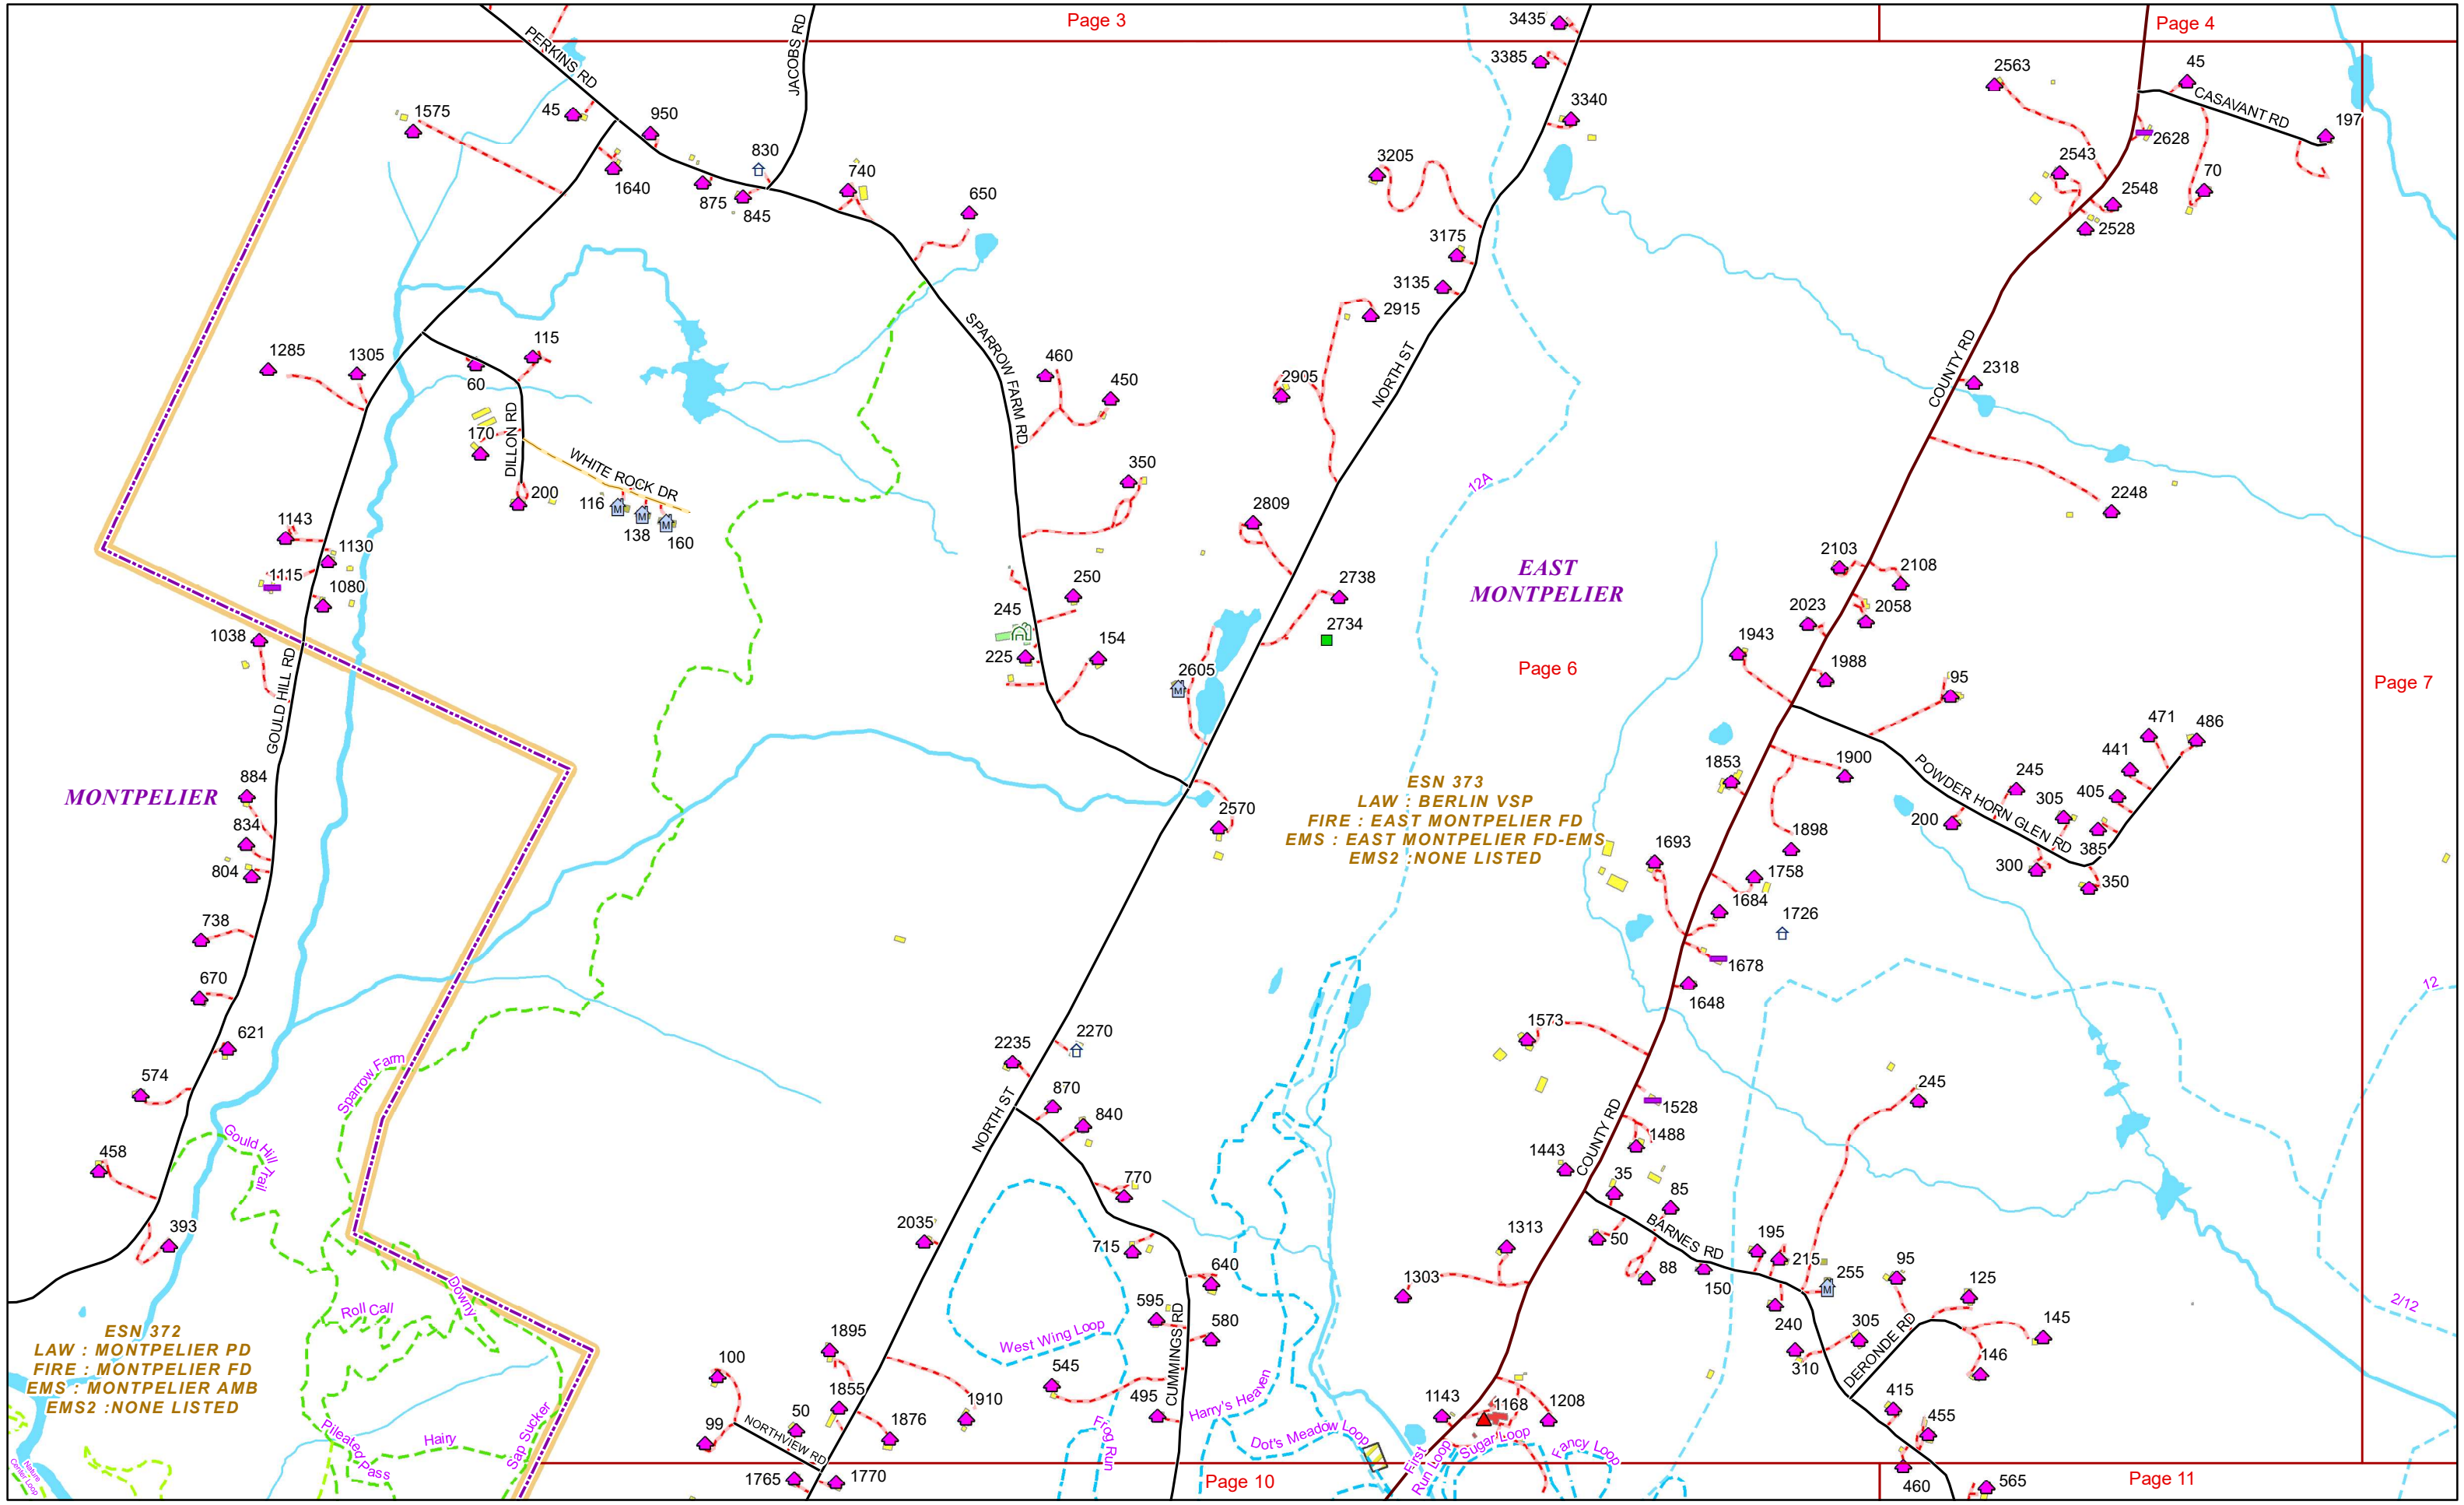 Page 3
Page 4
3435
3385
PERKINS RD
JACOBS RD
2563
45
CASAVANT RD
197
1575
45
950
3340
2628
830
740
1640
875
845
650
3205
2543
70
2548
2528
3175
3135
2915
SPARROW FARM RD
NORTH ST
COUNTY RD
1285
1305
115
60
460
450
2905
2318
170
DILLON RD
WHITE ROCK DR
200
116
138
160
350
12A
2809
2248
1143
1130
1115
1080
250
245
225
154
2738
2734
EAST
MONTPELIER
2103
2108
2023
2058
1038
GOULD HILL RD
2605
Page 6
1943
1988
95
Page 7
471
486
441
MONTPELIER
884
834
804
1853
1900
POWDER HORN GLEN RD
245
305
405
200
385
300
350
2570
ESN 373
LAW : BERLIN VSP
FIRE : EAST MONTPELIER FD
EMS : EAST MONTPELIER FD-EMS
EMS2 :NONE LISTED
1693
1898
1758
1684
1726
738
670
1678
1648
12
621
574
1573
2235
2270
Sparrow Farm
870
840
NORTH ST
245
1528
COUNTY RD
1488
Gould Hill
Trail
458
1443
35
85
770
393
2035
715
1313
BARNES RD
50
88
195
215
150
255
95
125
640
1303
2/12
Downy
Roll Call
595
580
240
305
DERONDE RD
145
146
310
ESN 372
LAW : MONTPELIER PD
FIRE : MONTPELIER FD
EMS : MONTPELIER AMB
EMS2 :NONE LISTED
West Wing Loop
1895
100
545
CUMMINGS RD
1855
1910
495
Harry's Heaven
1143
1168
1208
415
455
50
99
NORTHVIEW RD
1876
Pileated
Pass
Hairy
Sap Sucker
Frog Run
Dot's Meadow Loop
First
Run Loop
Sugar Loop
Fancy Loop
Nature
Center Loop
1765
1770
Page 10
460
565
Page 11